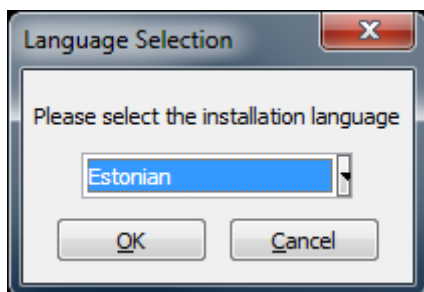 Language Selection
Please select the installation language
Estonian
OK
Cancel